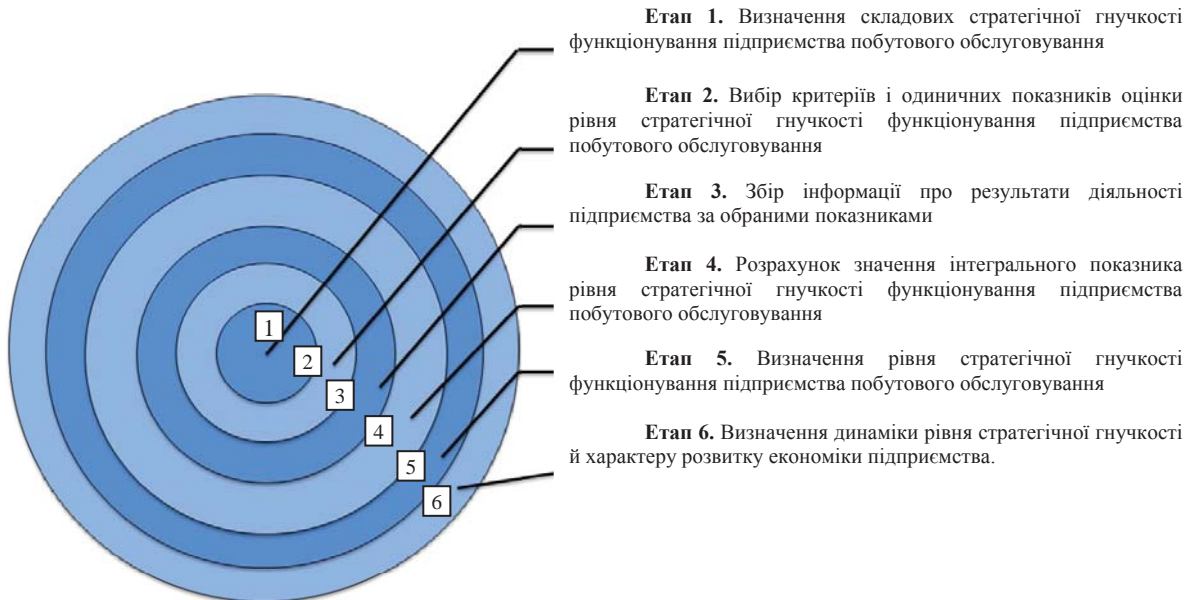 Етап 1. Визначення складових стратегічної гнучкості
функціонування підприємства побутового обслуговування
Етап 2. Вибір критеріїв і одиничних показників оцінки
рівня стратегічної гнучкості функціонування підприємства
побутового обслуговування
Етап 3. Збір інформації про результати діяльності
підприємства за обраними показниками
Етап 4. Розрахунок значення інтегрального показника
рівня стратегічної гнучкості функціонування підприємства
побутового обслуговування
Етап 5. Визначення рівня стратегічної гнучкості
функціонування підприємства побутового обслуговування
Етап 6. Визначення динаміки рівня стратегічної гнучкості
й характеру розвитку економіки підприємства.
1
2
3
4
5
6